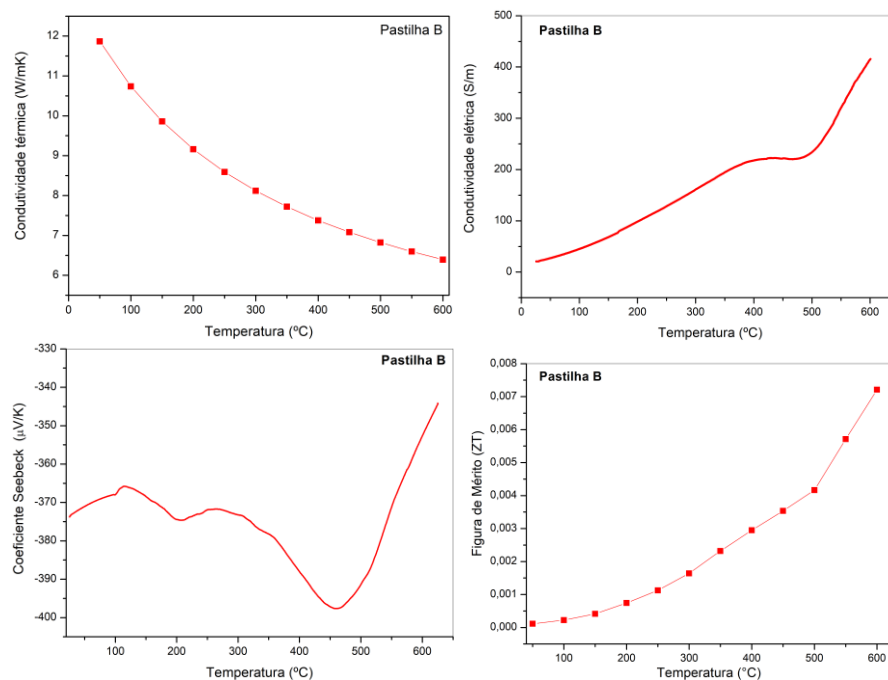 Pastilha B
Condutividade térmica (W/mK)
12
11
10
9
8
7
6
0 100 200 300 400 500 600
Temperatura (ºC)
Pastilha B
Condutividade elétrica (S/m)
500
400
300
200
100
0
0 100 200 300 400 500 600
Temperatura (ºC)
Pastilha B
Coeficiente Seebeck (μV/K)
-330
-340
-350
-360
-370
-380
-390
-400
100 200 300 400 500 600
Temperatura (ºC)
Pastilha B
Figura de Mérito (ZT)
0,008
0,007
0,006
0,005
0,004
0,003
0,002
0,001
0,000
100 200 300 400 500 600
Temperatura (°C)